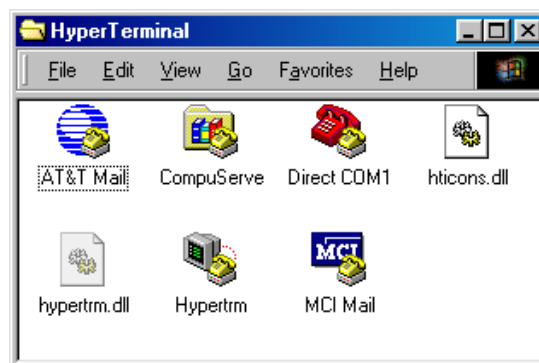 HyperTerminal
File Edit View Go Favorites Help
AT&T Mail CompuServe Direct COM1 hticons.dll
MCI
hypertrm.dll Hypertrm MCI Mail